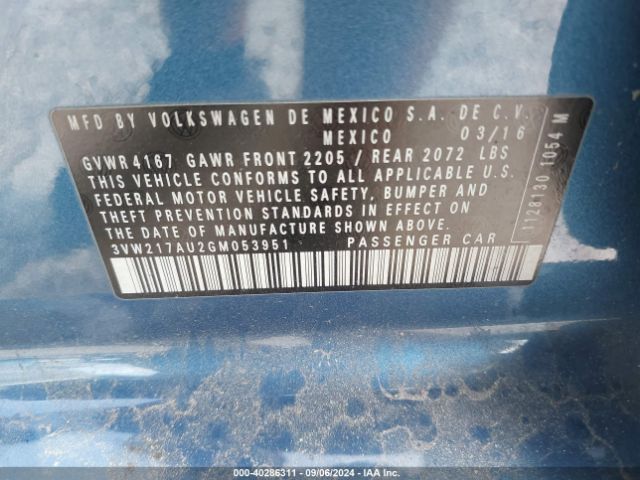 MFD BY VOLKSWAGEN DE MEXICO S.A. DE C.V.
MEXICO 03/16
GVWR 4167 GAWR FRONT 2205 / REAR 2072 LBS
THIS VEHICLE CONFORMS TO ALL APPLICABLE U.S.
FEDERAL MOTOR VEHICLE SAFETY, BUMPER AND
THEFT PREVENTION STANDARDS IN EFFECT ON
THE DATE OF MANUFACTURE SHOWN ABOVE.
3VW217AU2GM053951 PASSENGER CAR
1128130 1054 M
000-40286311 - 09/06/2024 - IAA Inc.